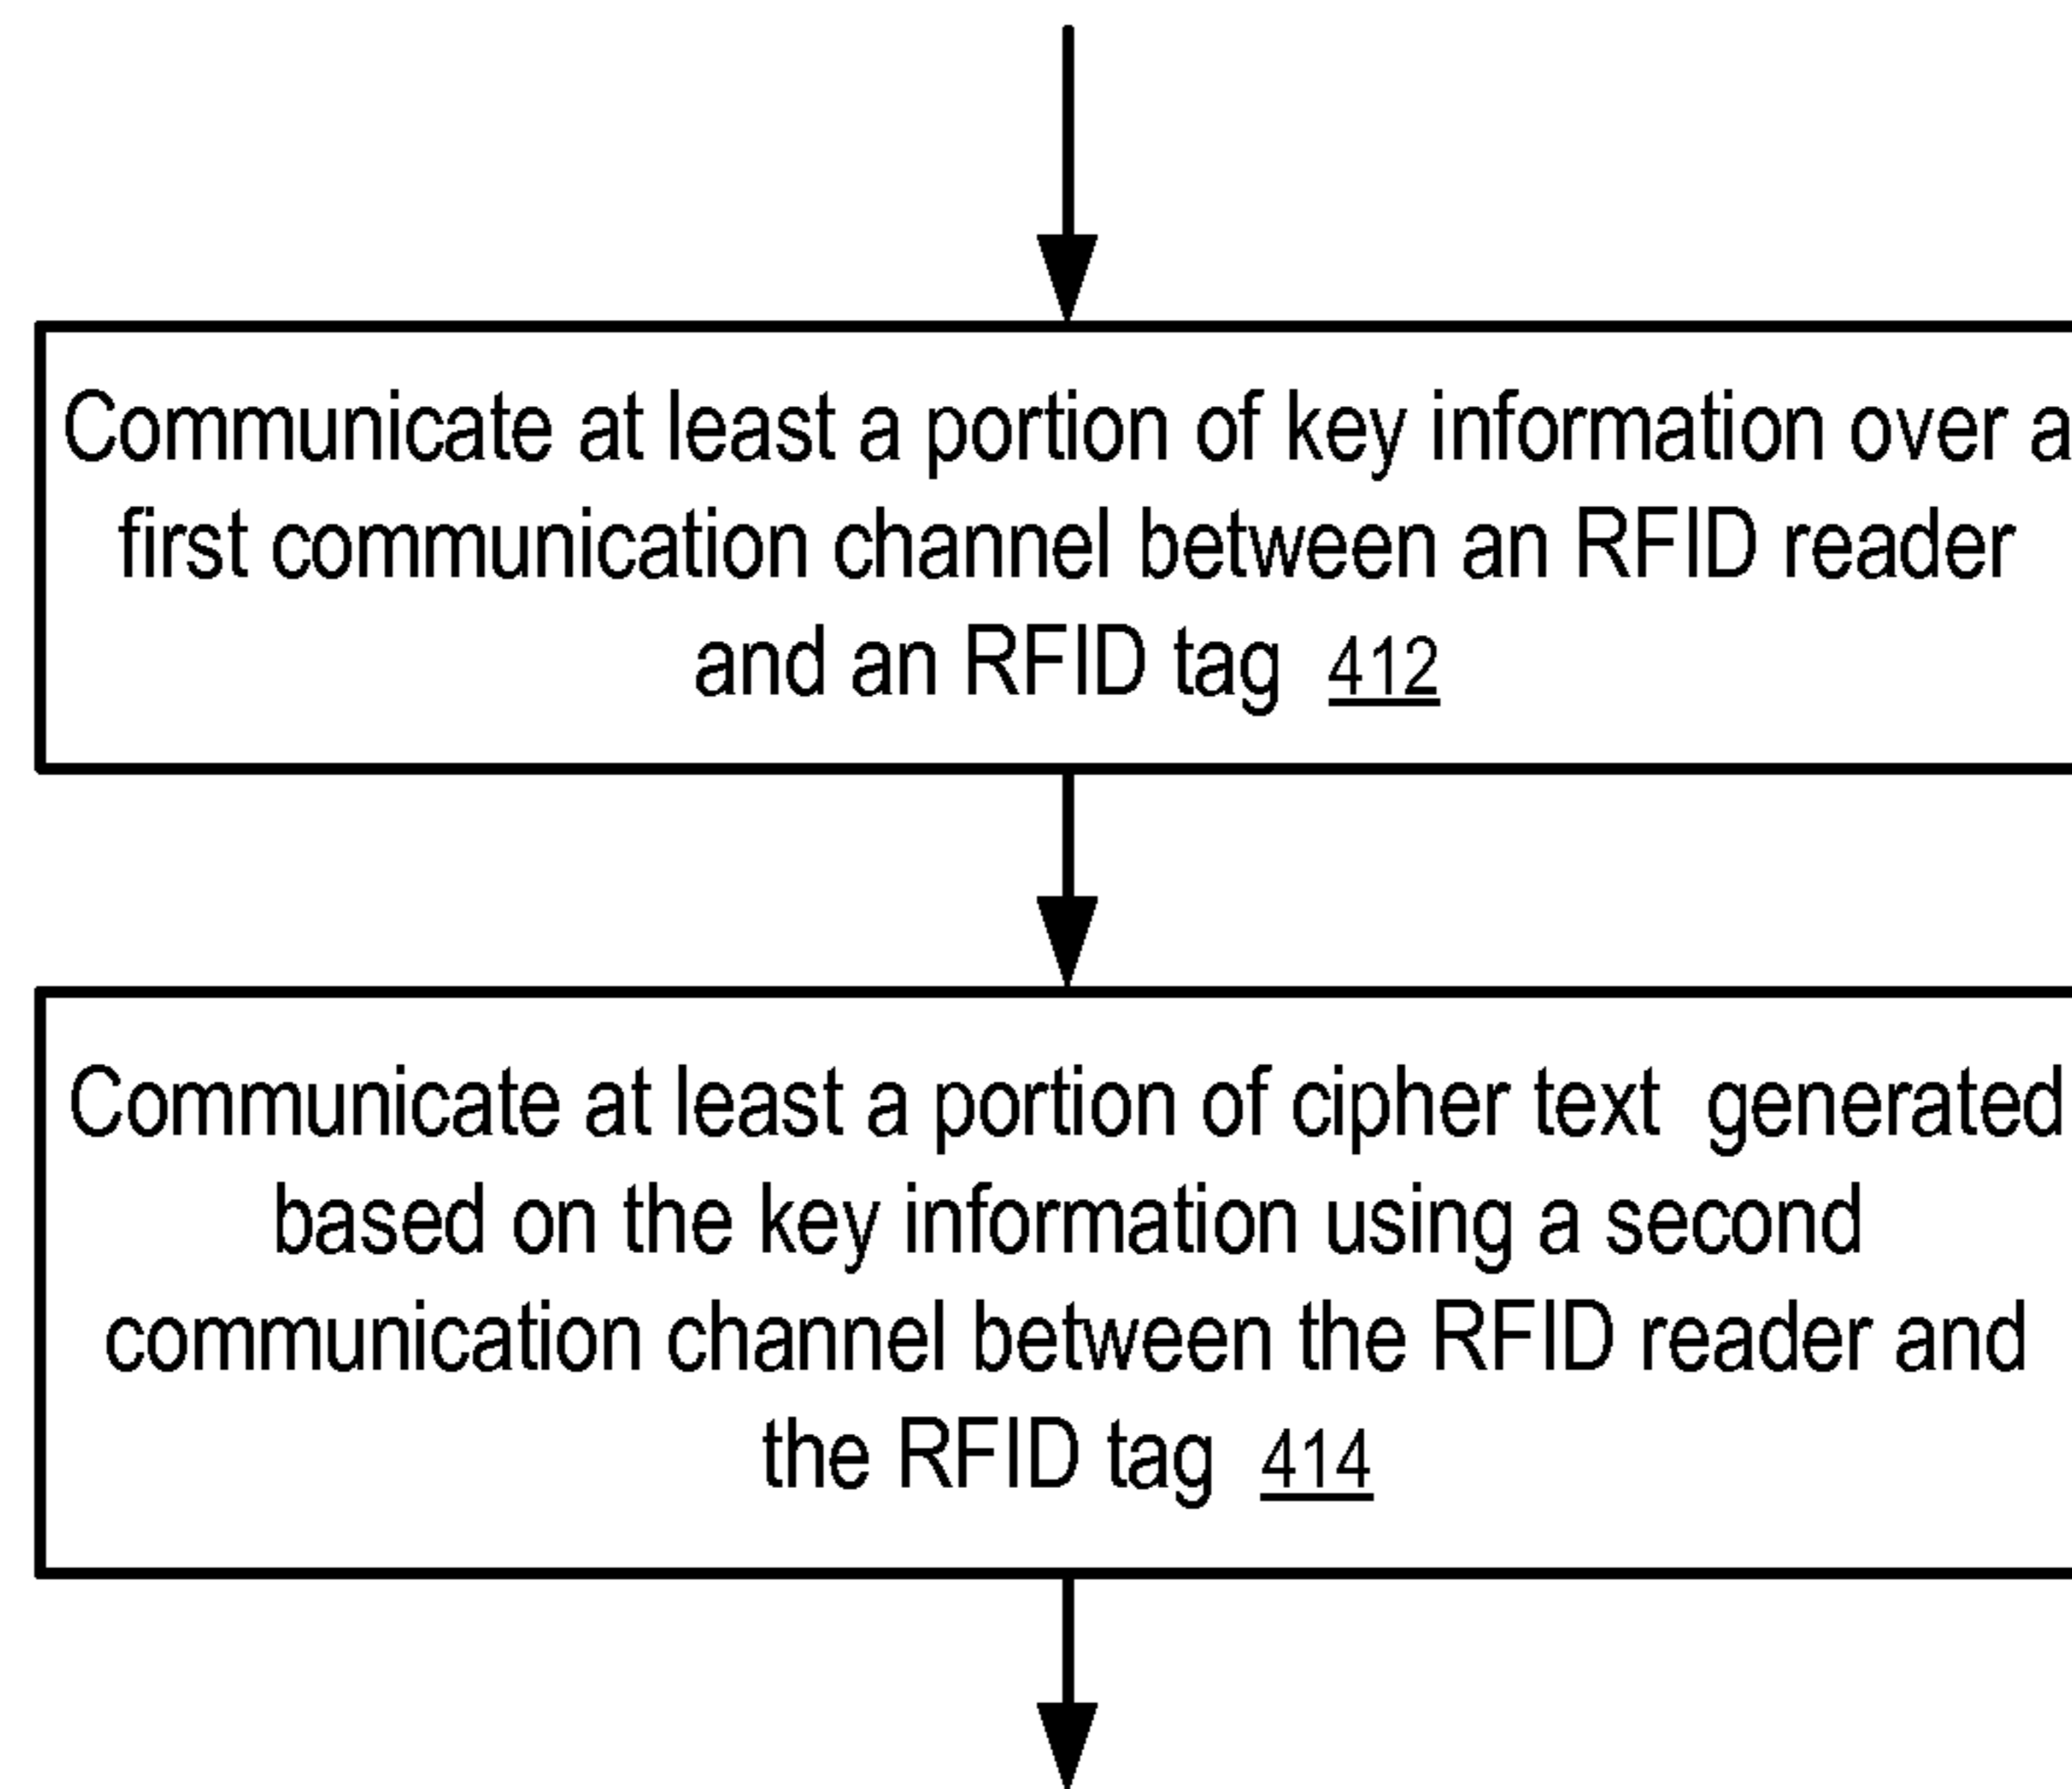 Communicate at least a portion of key information over a
first communication channel between an RFID reader
and an RFID tag 412
Communicate at least a portion of cipher text generated
based on the key information using a second
communication channel between the RFID reader and
the RFID tag 414